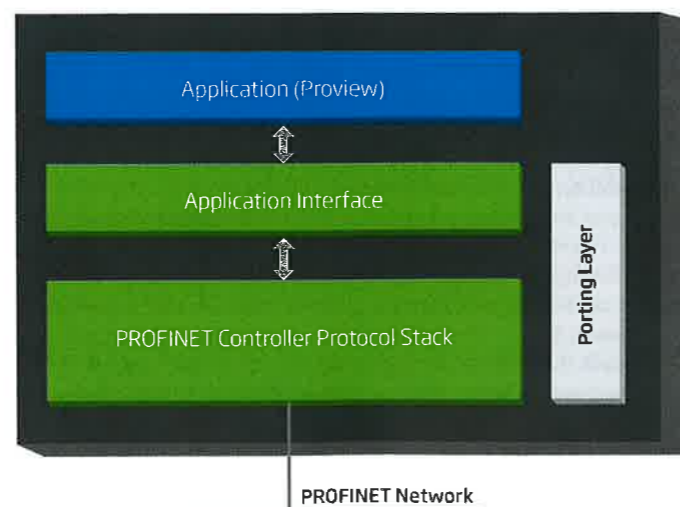 Application (Proview)
Application Interface
PROFINET Controller Protocol Stack
Porting Layer
PROFINET Network